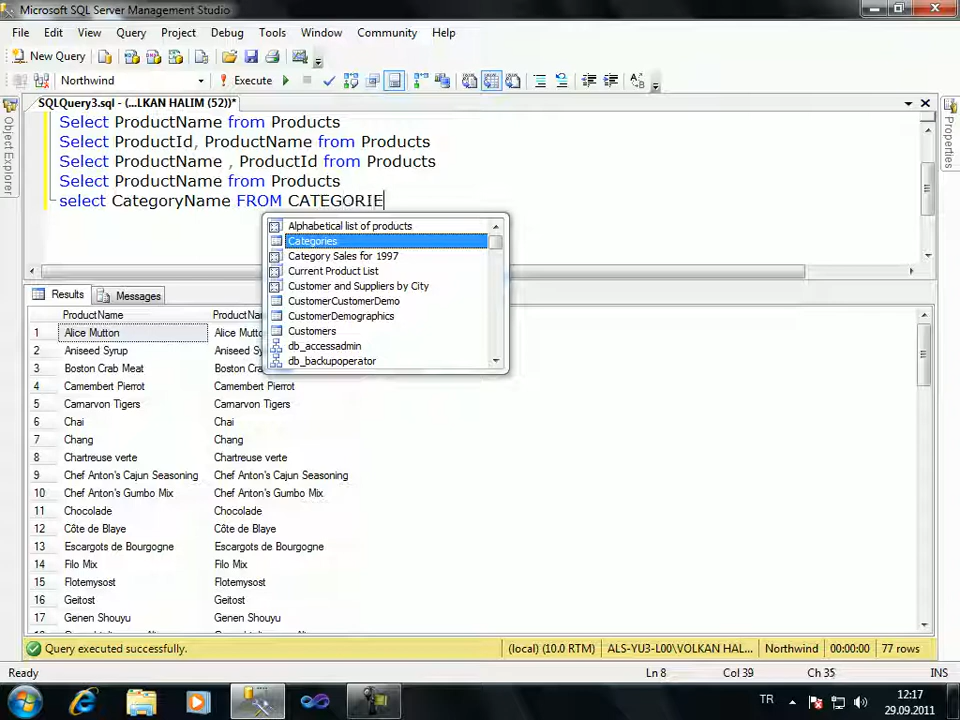 Microsoft SQL Server Management Studio
File Edit View Query Project Debug Tools Window Community Help
New Query
Northwind Execute
SQLQuery3.sql - (...LKAN HALIM (52))*
Object Explorer
Properties
Select ProductName from Products
Select ProductId, ProductName from Products
Select ProductName , ProductId from Products
Select ProductName from Products
select CategoryName FROM CATEGORIE
Alphabetical list of products
Categories
Category Sales for 1997
Current Product List
Customer and Suppliers by City
CustomerCustomerDemo
CustomerDemographics
Customers
db_accessadmin
db_backupoperator
Results Messages
ProductName
1 Alice Mutton
2 Aniseed Syrup
3 Boston Crab Meat
4 Camembert Pierrot Camembert Pierrot
5 Carnarvon Tigers Carnarvon Tigers
6 Chai Chai
7 Chang Chang
8 Chartreuse verte Chartreuse verte
9 Chef Anton's Cajun Seasoning Chef Anton's Cajun Seasoning
10 Chef Anton's Gumbo Mix Chef Anton's Gumbo Mix
11 Chocolade Chocolade
12 Côte de Blaye Côte de Blaye
13 Escargots de Bourgogne Escargots de Bourgogne
14 Filo Mix Filo Mix
15 Flotemysost Flotemysost
16 Geitost Geitost
17 Genen Shouyu Genen Shouyu
Query executed successfully. (local) (10.0 RTM) ALS-YU3-L00\VOLKAN HAL... Northwind 00:00:00 77 rows
Ready Ln 8 Col 39 Ch 35 INS
TR 12:17
29.09.2011